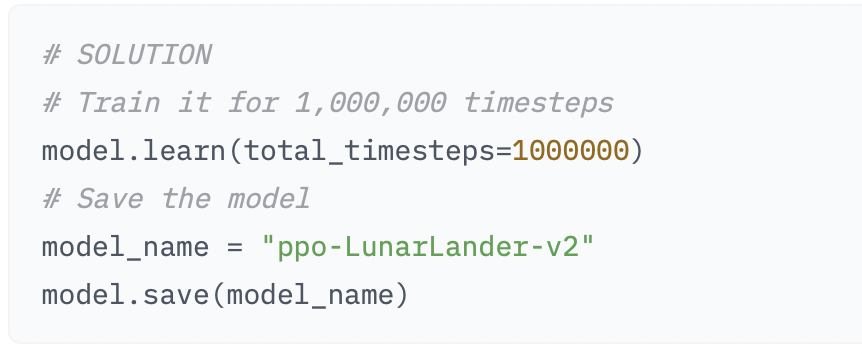 # SOLUTION
# Train it for 1,000,000 timesteps
model.learn(total_timesteps=1000000)
# Save the model
model_name = "ppo-LunarLander-v2"
model.save(model_name)